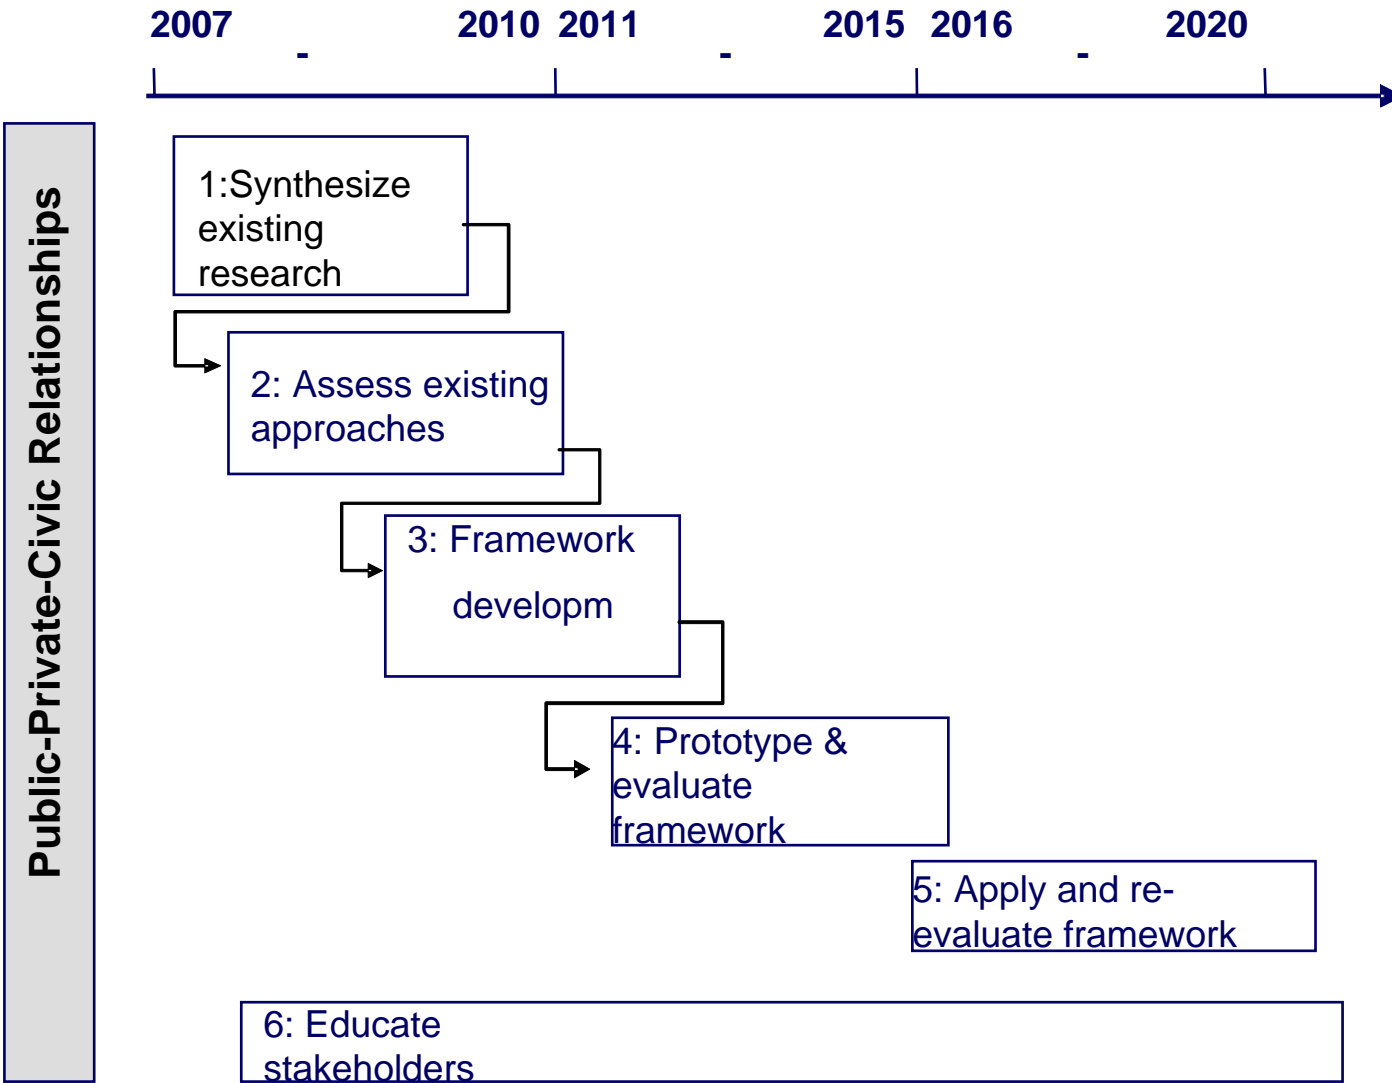 2007 - 2010 2011 - 2015 2016 - 2020
Public-Private-Civic Relationships
1:Synthesize
existing
research
2: Assess existing
approaches
3: Framework
developm
4: Prototype &
evaluate
framework
5: Apply and re-
evaluate framework
6: Educate
stakeholders